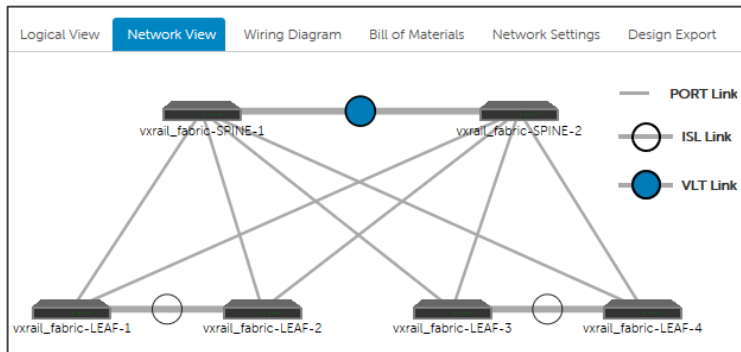 Logical View Network View Wiring Diagram Bill of Materials Network Settings Design Export
PORT Link
vxrail_fabric-SPINE-1 vxrail_fabric-SPINE-2
ISL Link
VLT Link
vxrail_fabric-LEAF-1 vxrail_fabric-LEAF-2 vxrail_fabric-LEAF-3 vxrail_fabric-LEAF-4